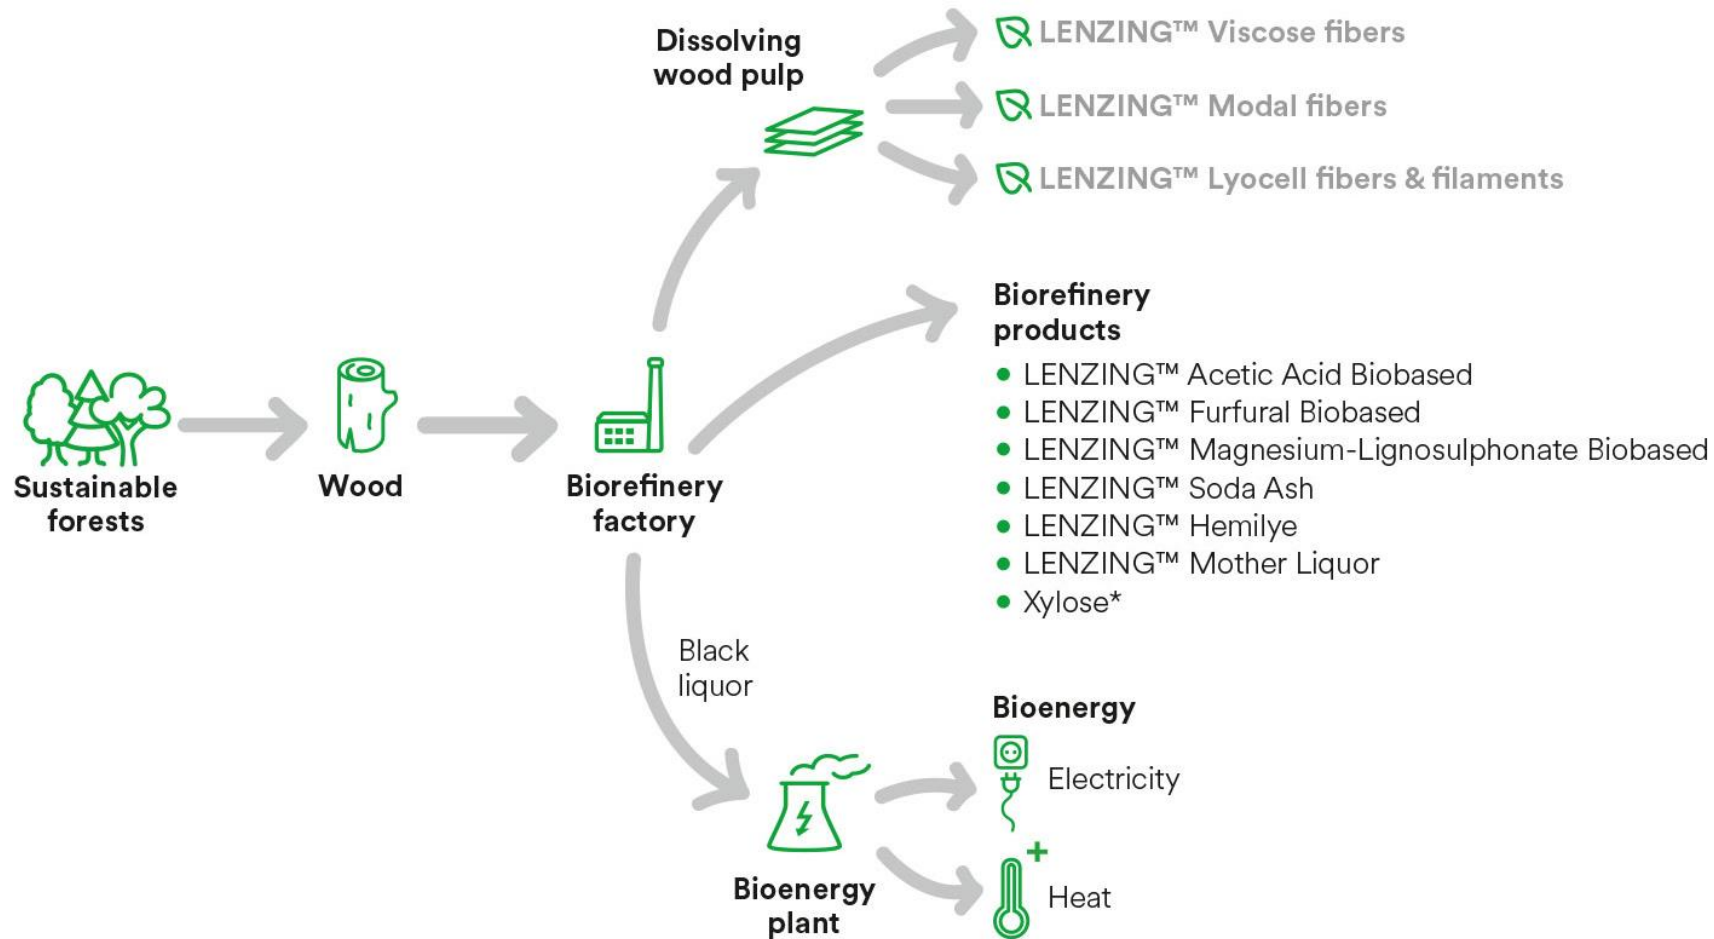 Dissolving
wood pulp
LENZING™ Viscose fibers
LENZING™ Modal fibers
LENZING™ Lyocell fibers & filaments
Sustainable
forests
Wood
Biorefinery
factory
Biorefinery
products
LENZING™ Acetic Acid Biobased
LENZING™ Furfural Biobased
LENZING™ Magnesium-Lignosulphonate Biobased
LENZING™ Soda Ash
LENZING™ Hemilye
LENZING™ Mother Liquor
Xylose*
Black
liquor
Bioenergy
plant
Bioenergy
Electricity
Heat